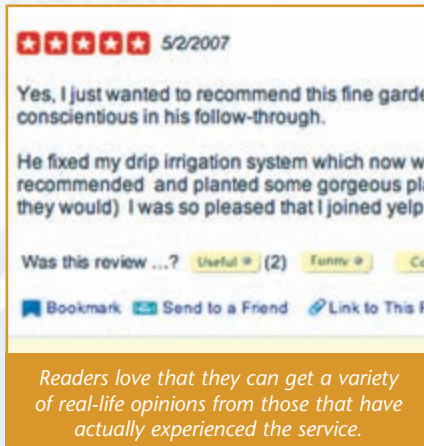 5/2/2007
Yes, I just wanted to recommend this fine garde
conscientious in his follow-through.
He fixed my drip irrigation system which now w
recommended and planted some gorgeous pla
they would) I was so pleased that I joined yelp
Was this review ...? Useful (2) Funny Co
Bookmark Send to a Friend Link to This R
Readers love that they can get a variety
of real-life opinions from those that have
actually experienced the service.